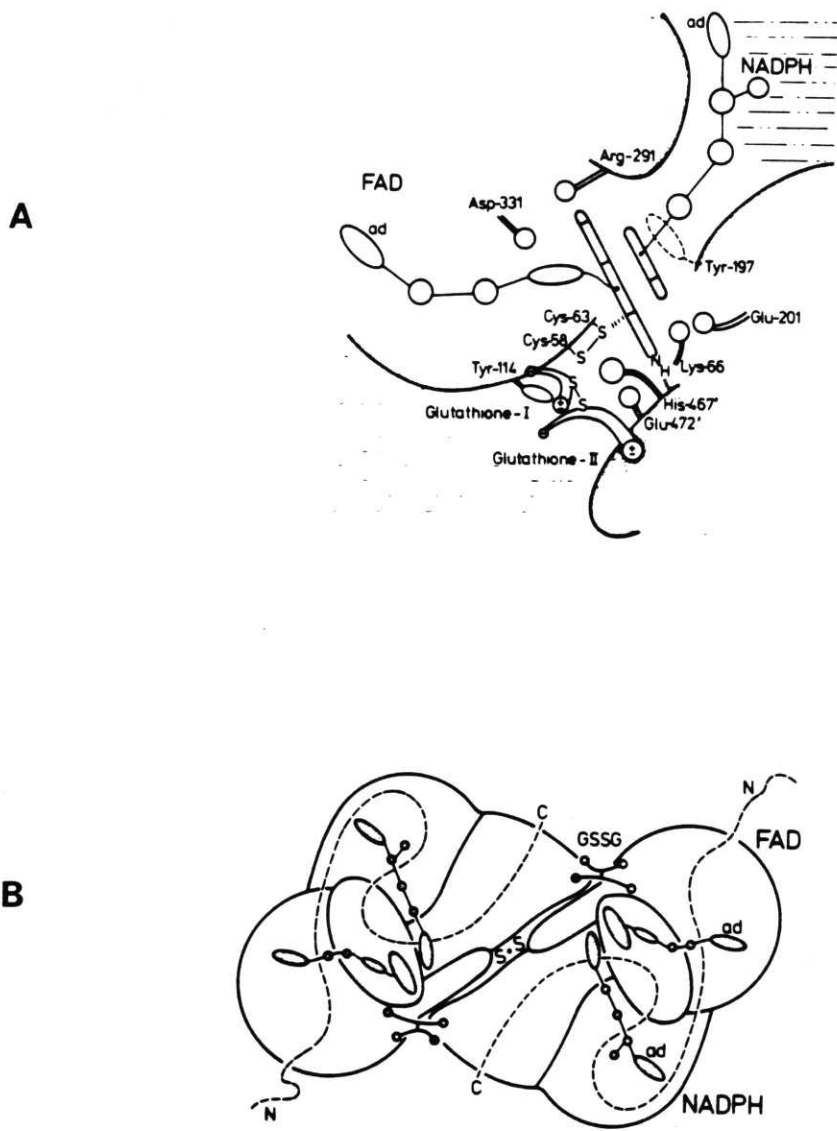 A
ad
NADPH
Arg-291
FAD
Asp-331
ad
Tyr-197
Cys-63
S
Glu-201
Cys-58
S
Tyr-114
N
H
Lys-66
S
S
His-467'
Glutathione-I
±
Glu-472'
Glutathione-II
±
B
N
C
GSSG
FAD
ad
S·S
ad
C
N
NADPH